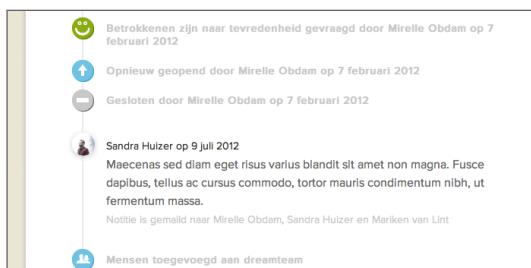 Betrokkenen zijn naar tevredenheid gevraagd door Mirelle Obdam op 7
februari 2012
Opnieuw geopend door Mirelle Obdam op 7 februari 2012
Gesloten door Mirelle Obdam op 7 februari 2012
Sandra Huizer op 9 juli 2012
Maecenas sed diam eget risus varius blandit sit amet non magna. Fusce
dapibus, tellus ac cursus commodo, tortor mauris condimentum nibh, ut
fermentum massa.
Notitie is gemaild naar Mirelle Obdam, Sandra Huizer en Mariken van Lint
Mensen toegevoegd aan dreamteam